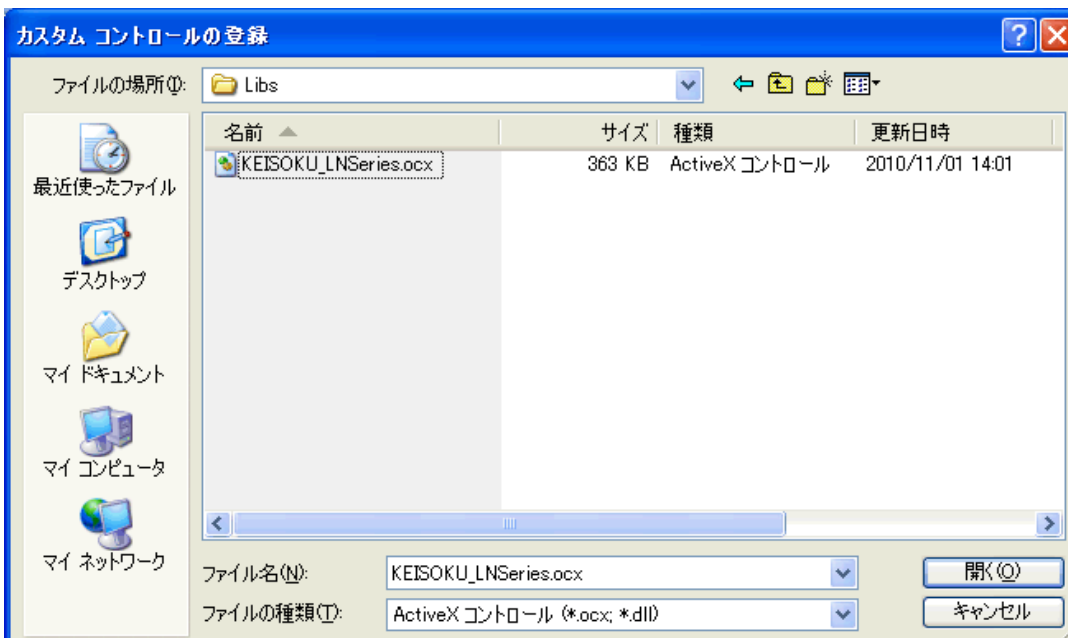 カスタム コントロールの登録
ファイルの場所(I):
Libs
名前
サイズ
種類
更新日時
KEISOKU_LNSeries.ocx
363 KB
ActiveX コントロール
2010/11/01 14:01
最近使ったファイル
デスクトップ
マイ ドキュメント
マイ コンピュータ
マイ ネットワーク
ファイル名(N):
KEISOKU_LNSeries.ocx
開く(O)
ファイルの種類(T):
ActiveX コントロール (*.ocx; *.dll)
キャンセル